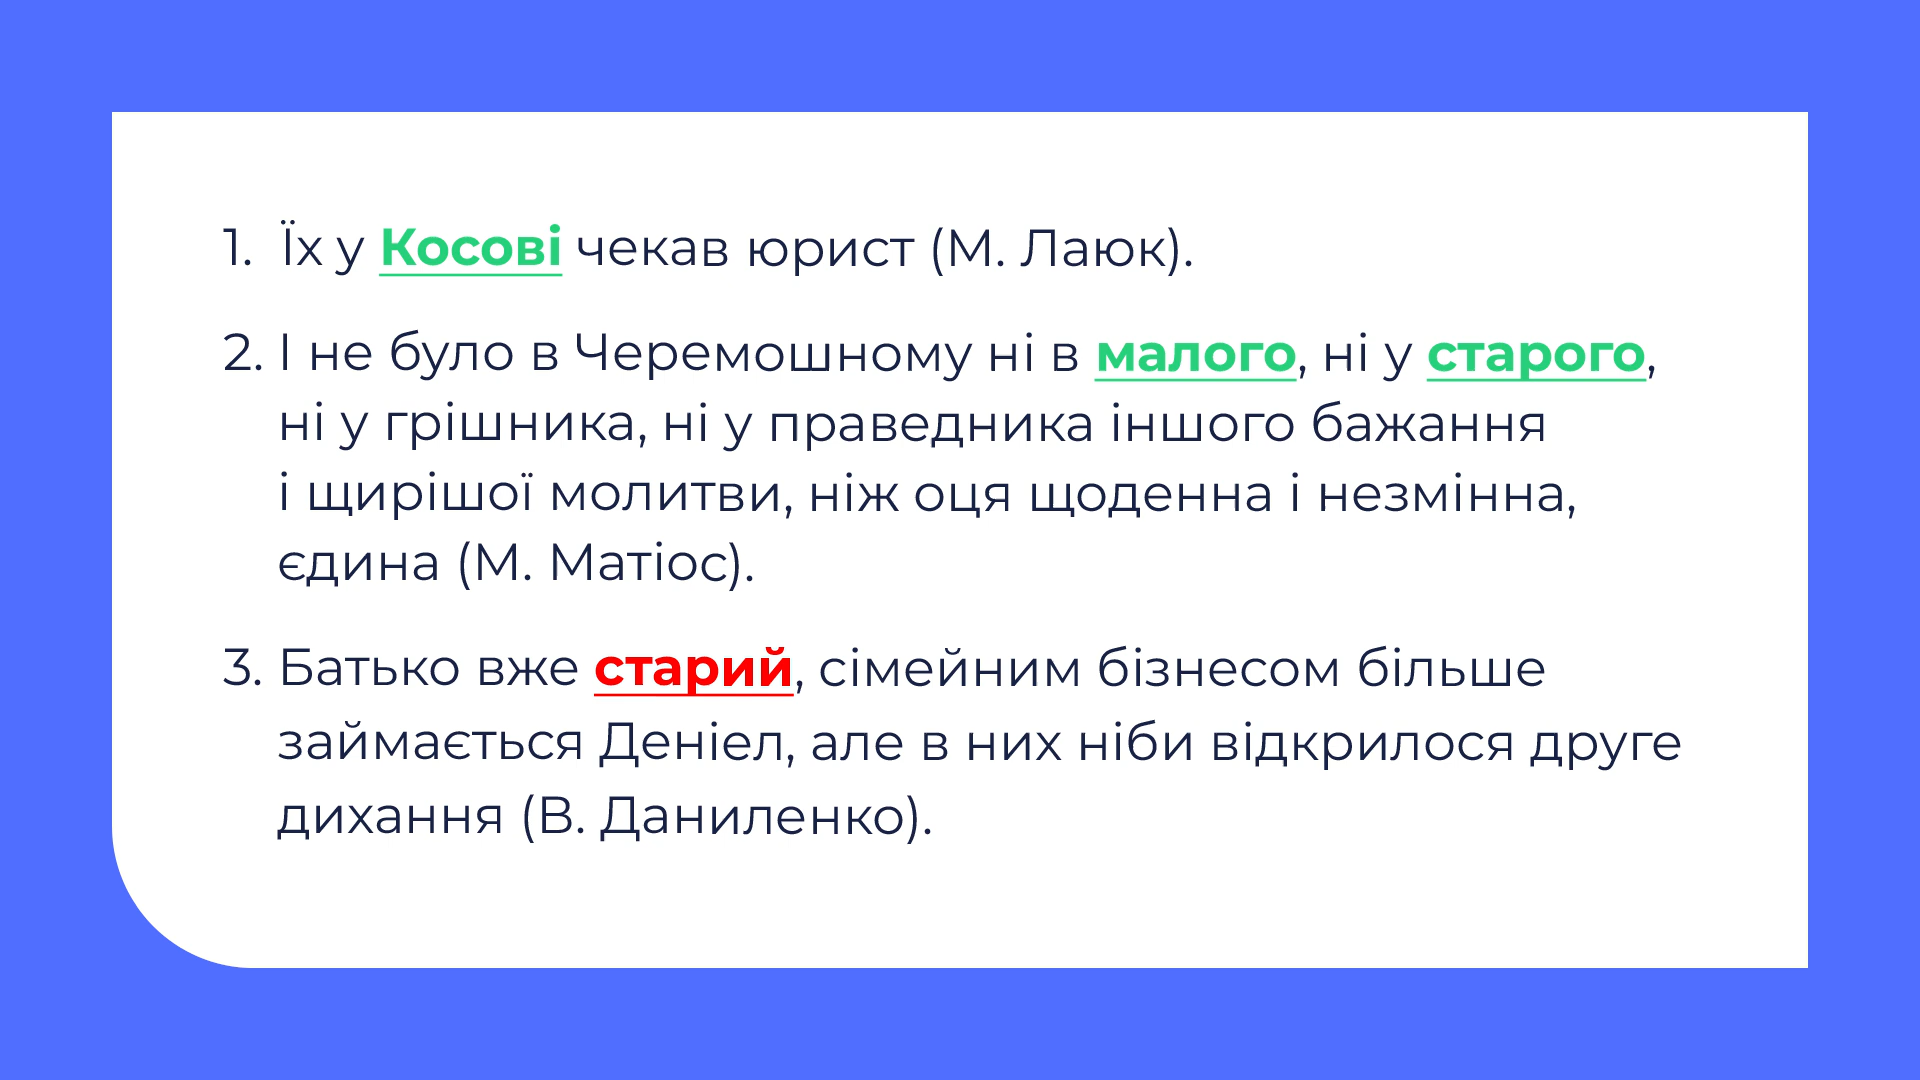 1. Їх у Косові чекав юрист (М. Лаюк).
2. І не було в Черемошному ні в малого, ні у старого,
ні у грішника, ні у праведника іншого бажання
і щирішої молитви, ніж оця щоденна і незмінна,
єдина (М. Матіос).
3. Батько вже старий, сімейним бізнесом більше
займається Деніел, але в них ніби відкрилося друге
дихання (В. Даниленко).